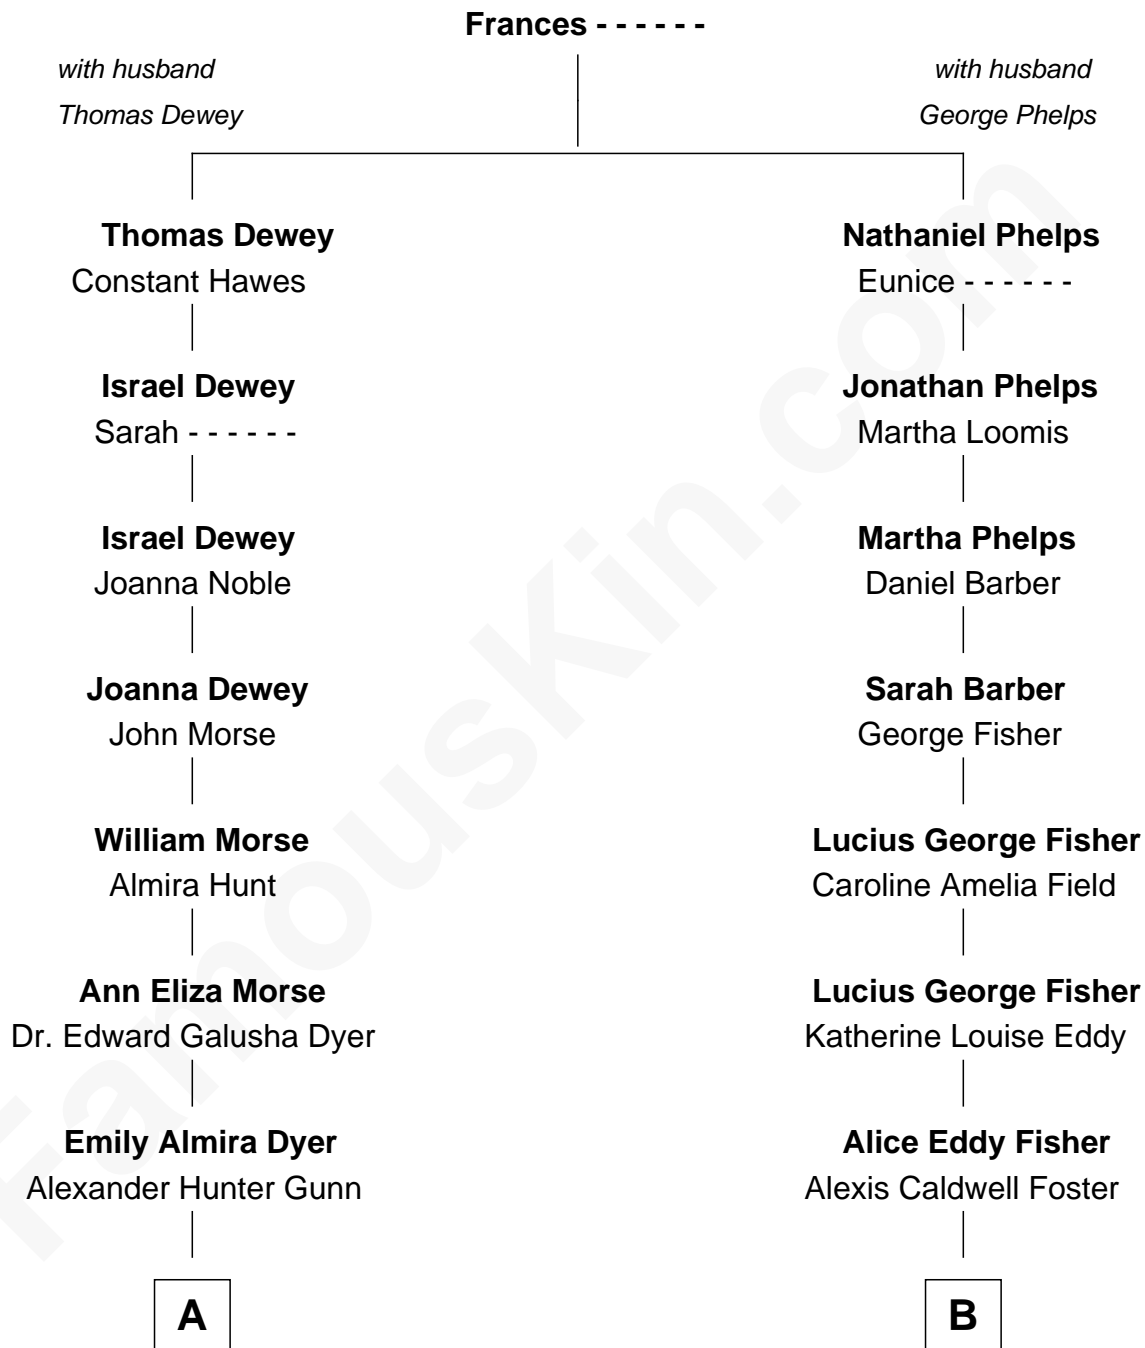 Frances - - - - - -
with husband
Thomas Dewey
with husband
George Phelps
Thomas Dewey
Constant Hawes
Nathaniel Phelps
Eunice - - - - - -
Israel Dewey
Sarah - - - - - -
Jonathan Phelps
Martha Loomis
Israel Dewey
Joanna Noble
Martha Phelps
Daniel Barber
Joanna Dewey
John Morse
Sarah Barber
George Fisher
William Morse
Almira Hunt
Lucius George Fisher
Caroline Amelia Field
Ann Eliza Morse
Dr. Edward Galusha Dyer
Lucius George Fisher
Katherine Louise Eddy
Emily Almira Dyer
Alexander Hunter Gunn
Alice Eddy Fisher
Alexis Caldwell Foster
A
B
FamousKin.com